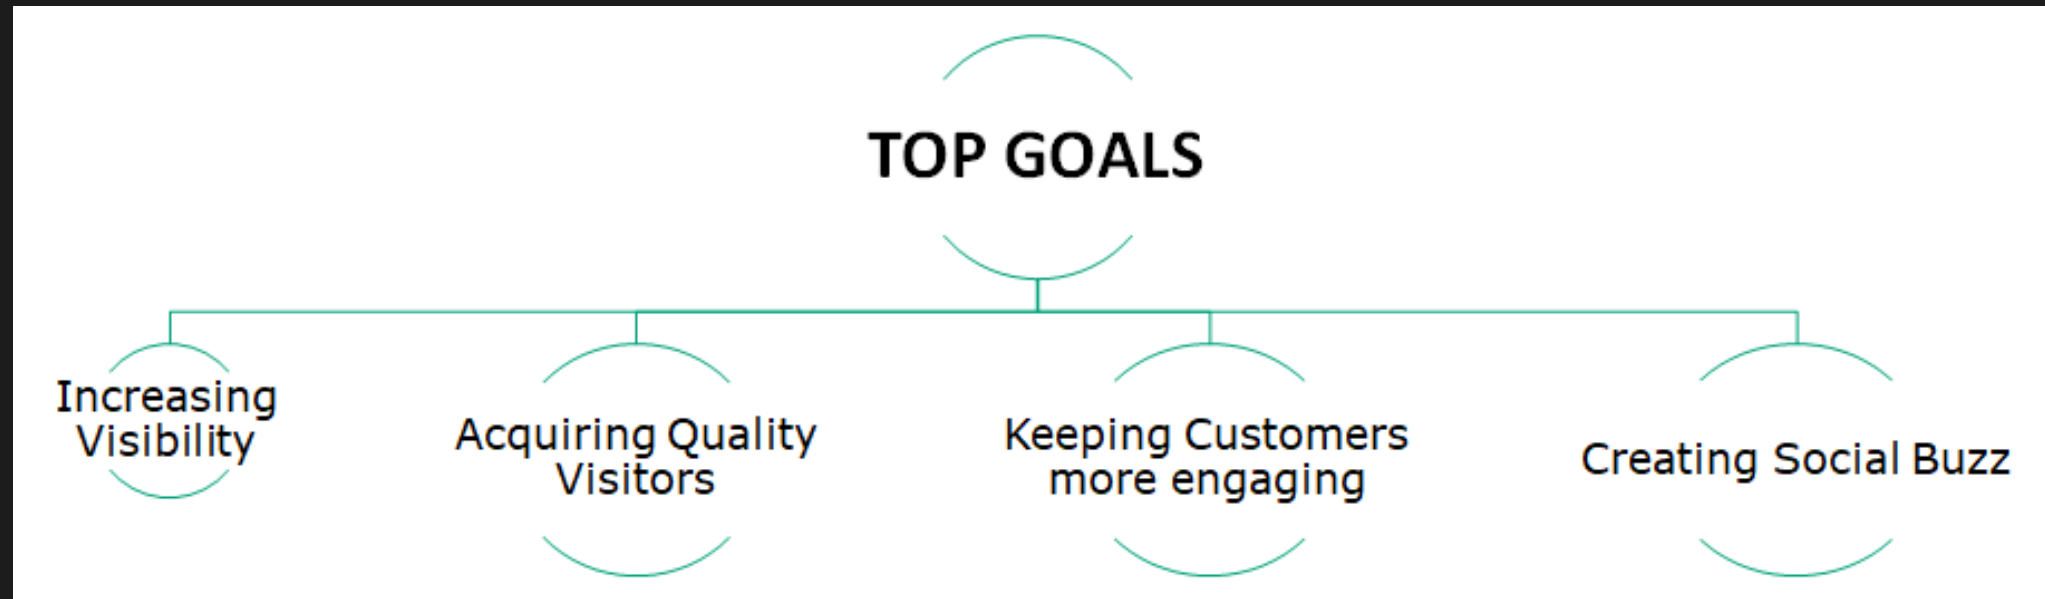 TOP GOALS
Increasing
Visibility
Acquiring Quality
Visitors
Keeping Customers
more engaging
Creating Social Buzz